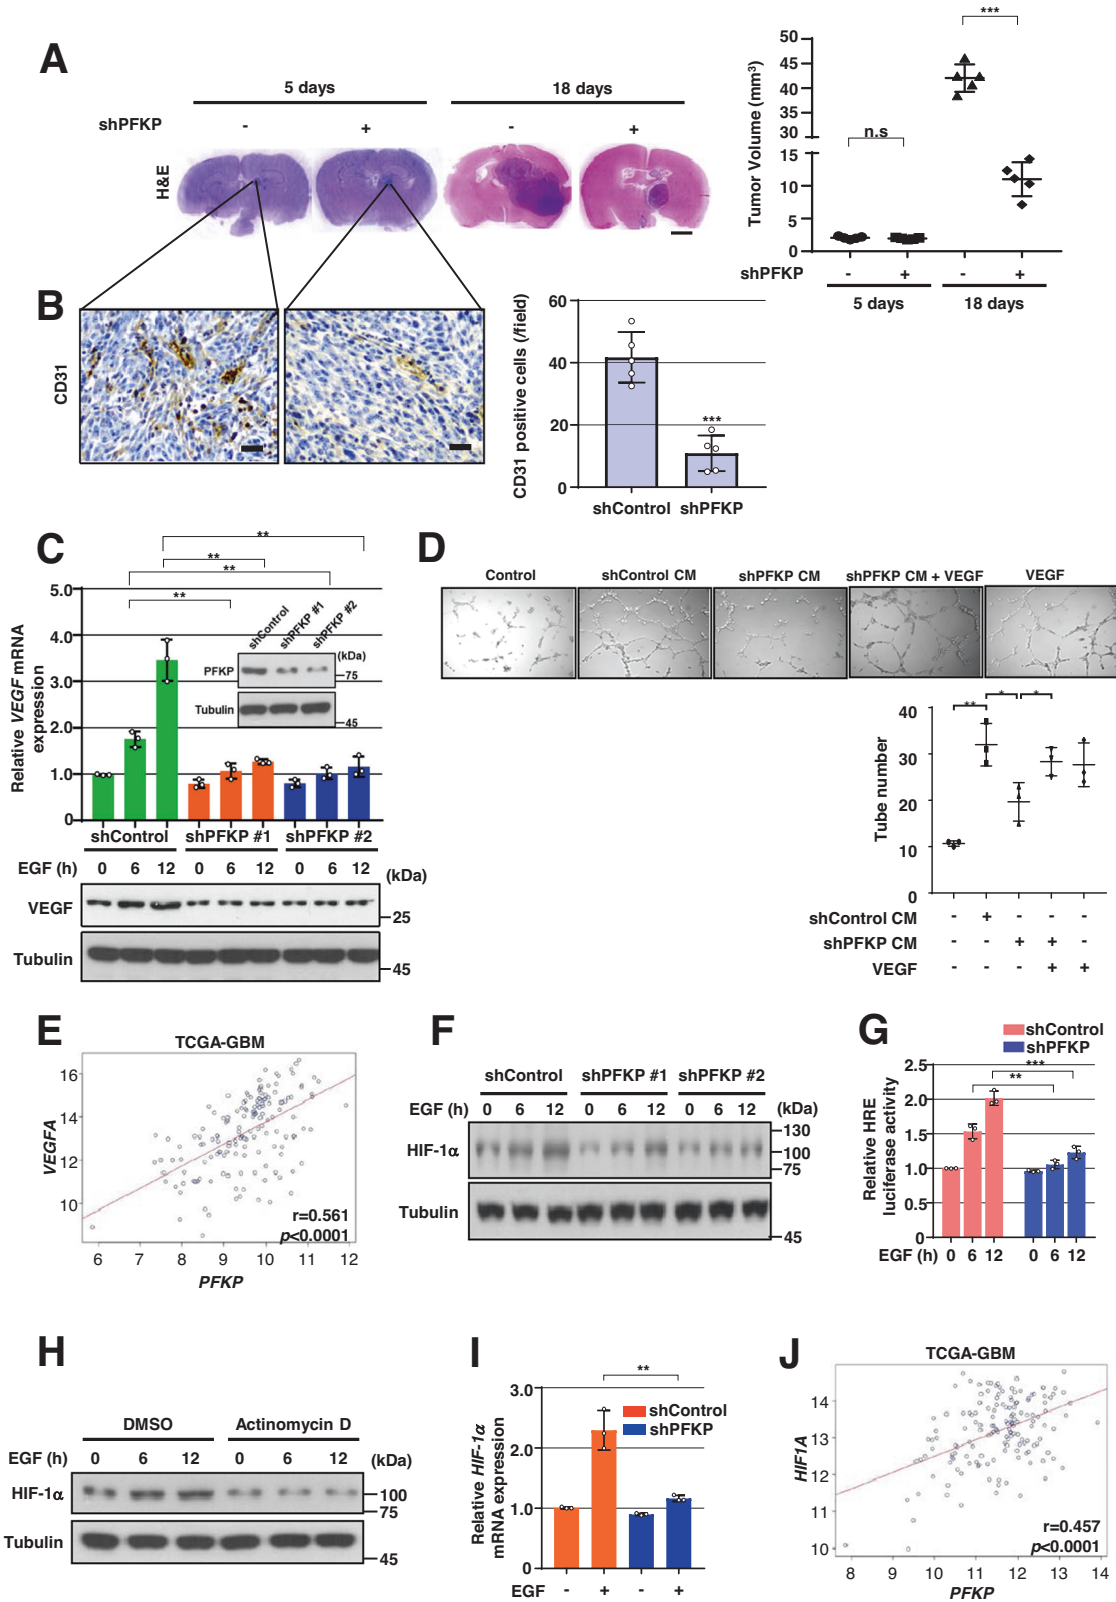 A
5 days
18 days
shPFKP
-
+
-
+
H&E
***
Tumor Volume (mm³)
50
45
40
35
30
15
10
5
0
n.s
shPFKP
-
+
-
+
5 days
18 days
B
CD31
CD31 positive cells (/field)
60
40
20
0
***
shControl
shPFKP
C
**
**
**
**
Relative VEGF mRNA
expression
5.0
4.0
3.0
2.0
1.0
0
shControl
shPFKP #1
shPFKP #2
(kDa)
PFKP
75
Tubulin
45
shControl
shPFKP #1
shPFKP #2
EGF (h)
0 6 12 0 6 12 0 6 12
(kDa)
VEGF
25
Tubulin
45
D
Control
shControl CM
shPFKP CM
shPFKP CM + VEGF
VEGF
Tube number
40
30
20
10
0
**
*
*
shControl CM
- + - - -
shPFKP CM
- - + + -
VEGF
- - - + +
E
TCGA-GBM
VEGFA
16
14
12
10
r=0.561
p<0.0001
6 7 8 9 10 11 12
PFKP
F
shControl
shPFKP #1
shPFKP #2
EGF (h)
0 6 12 0 6 12 0 6 12
(kDa)
HIF-1α
130
100
75
Tubulin
45
G
shControl
shPFKP
Relative HRE
luciferase activity
2.5
2.0
1.5
1.0
0.5
0
***
**
EGF (h)
0 6 12 0 6 12
H
DMSO
Actinomycin D
EGF (h)
0 6 12 0 6 12
(kDa)
HIF-1α
100
75
Tubulin
45
I
**
Relative HIF-1α
mRNA expression
3.0
2.0
1.0
0
shControl
shPFKP
EGF
- + - +
J
TCGA-GBM
HIF1A
14
13
12
11
10
r=0.457
p<0.0001
8 9 10 11 12 13 14
PFKP